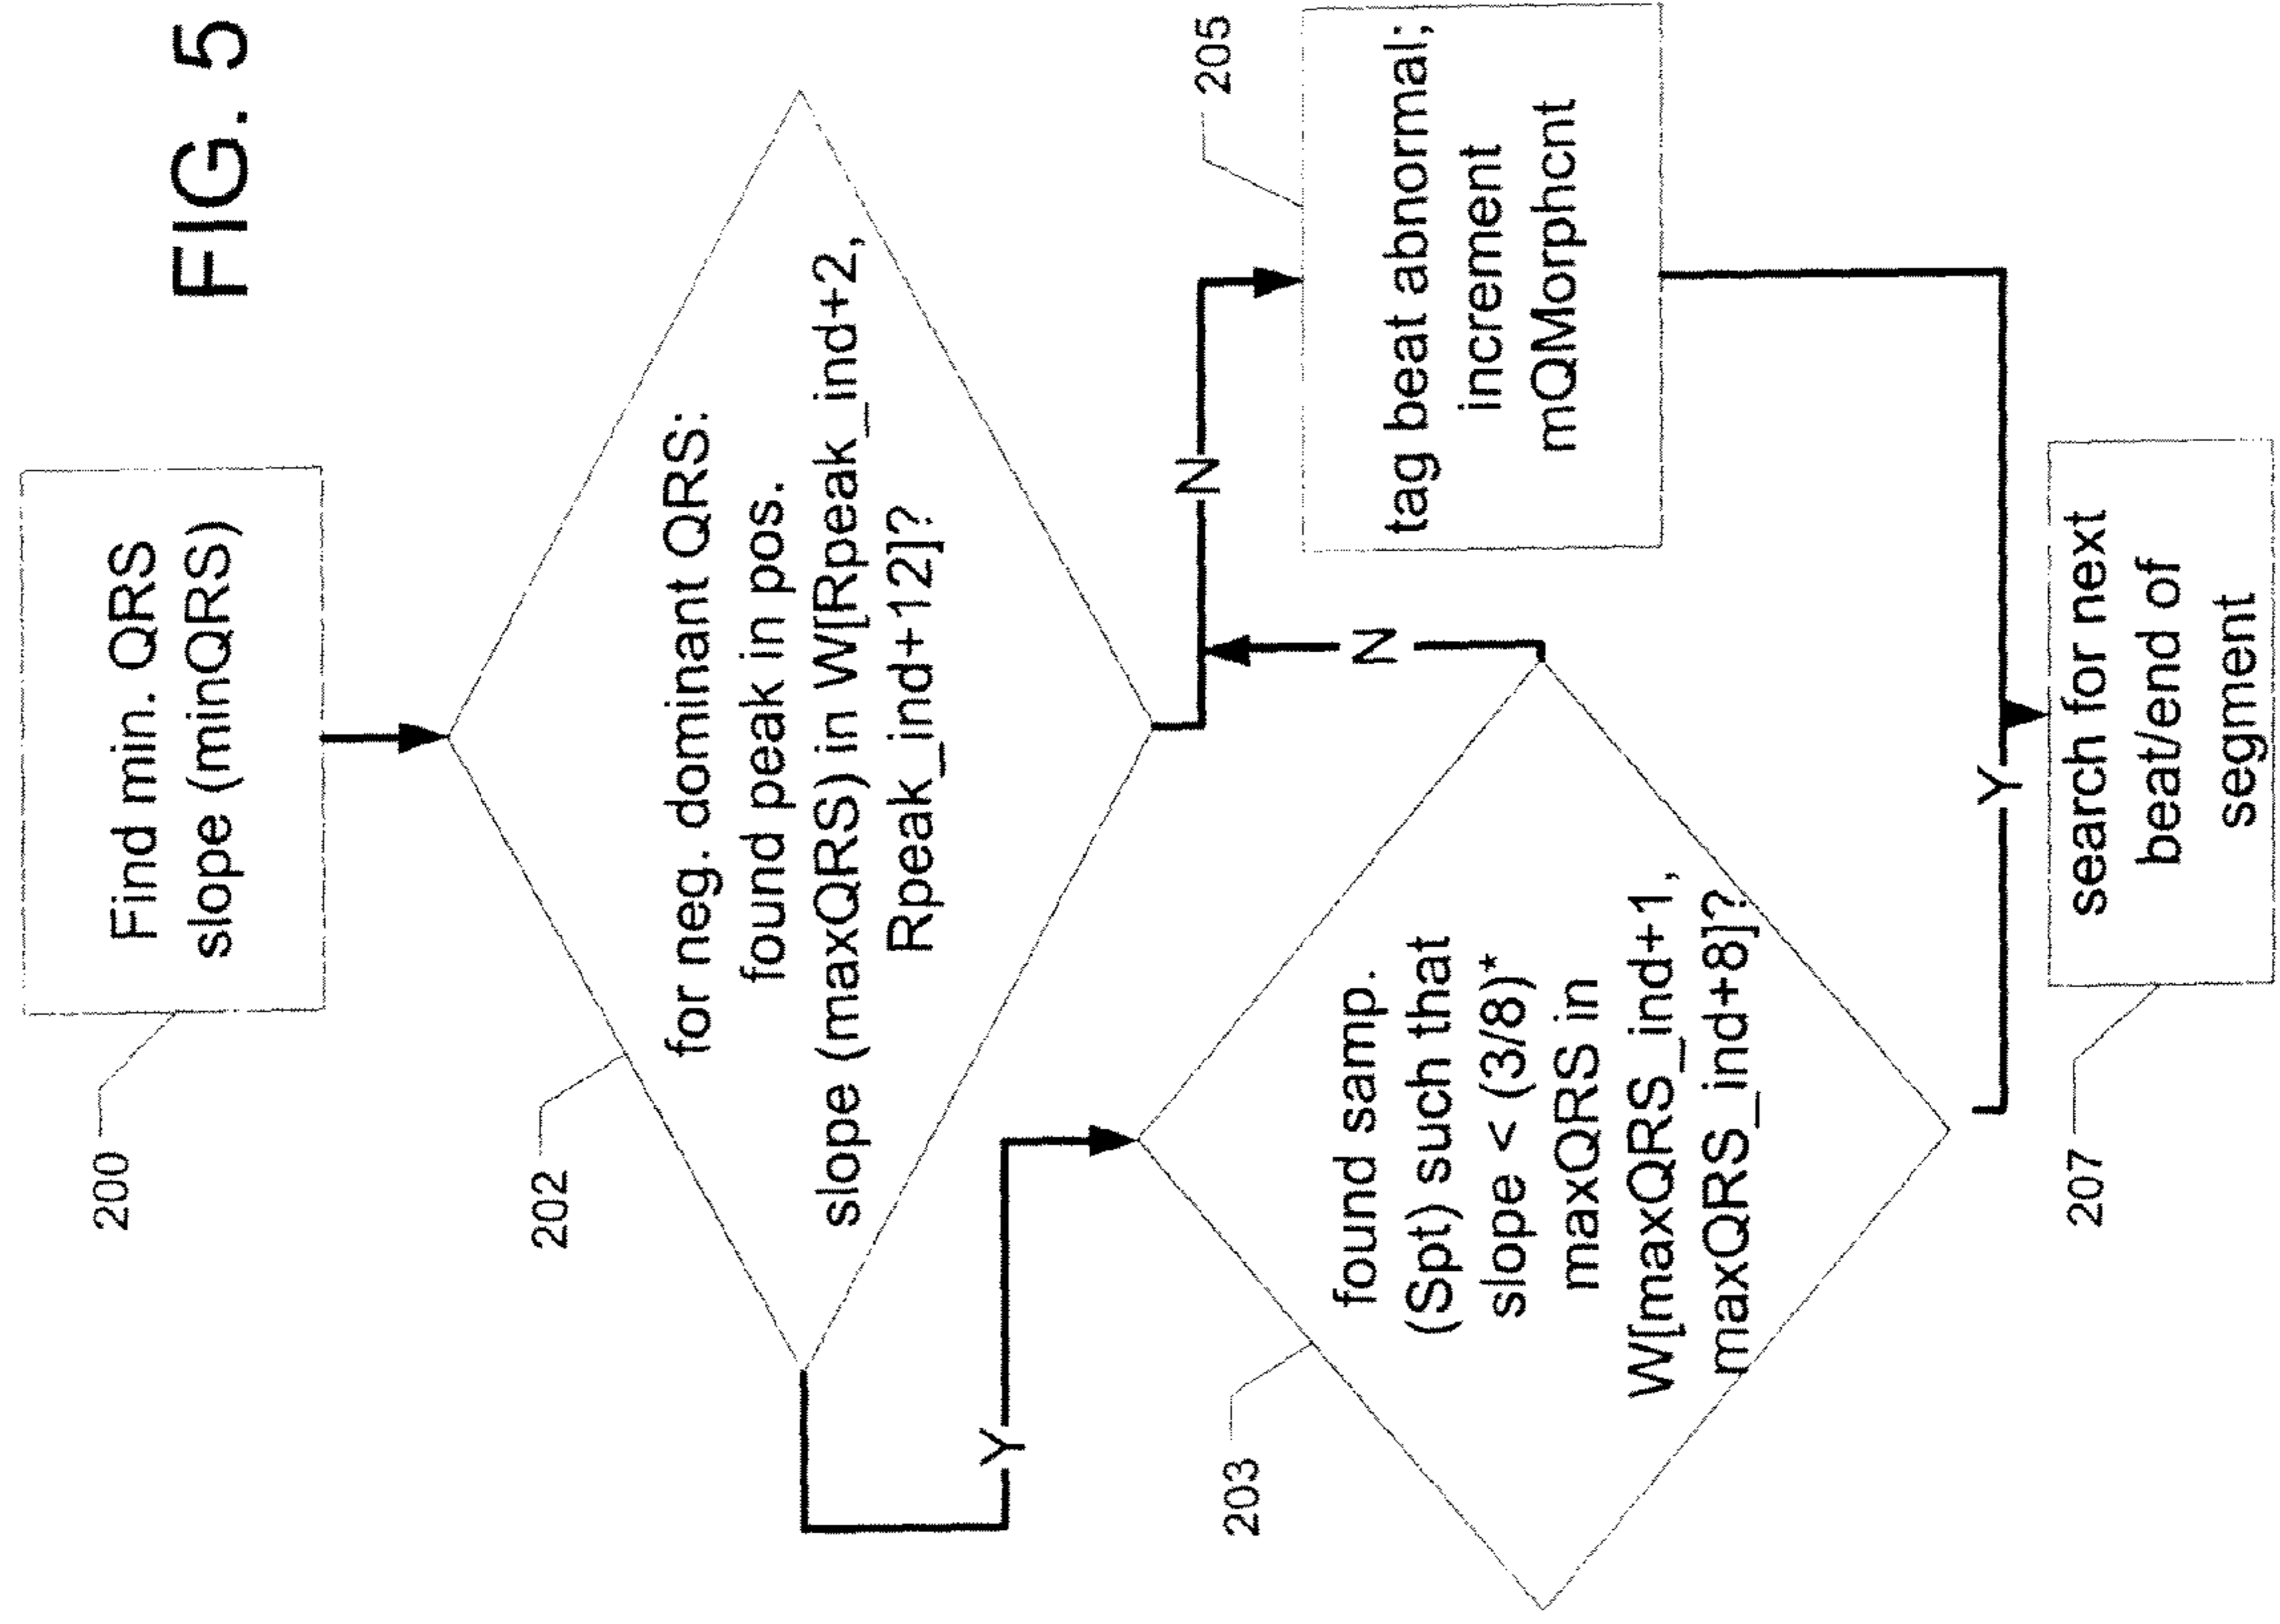 FIG. 5
200
Find min. QRS
slope (minQRS)
202
for neg. dominant QRS:
found peak in pos.
slope (maxQRS) in W[Rpeak_ind+2,
Rpeak_ind+12]?
Y
N
203
found samp.
(Spt) such that
slope < (3/8)*
maxQRS in
W[maxQRS_ind+1,
maxQRS_ind+8]?
N
Y
205
tag beat abnormal;
increment
mQMorphcnt
207
search for next
beat/end of
segment